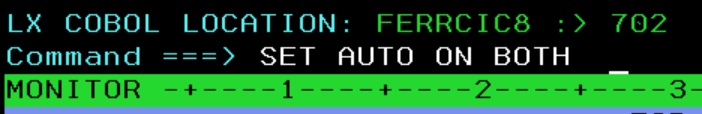 LX COBOL LOCATION: FERRCIC8 :> 702
Command ===> SET AUTO ON BOTH
MONITOR -+----1----+----2----+----3-